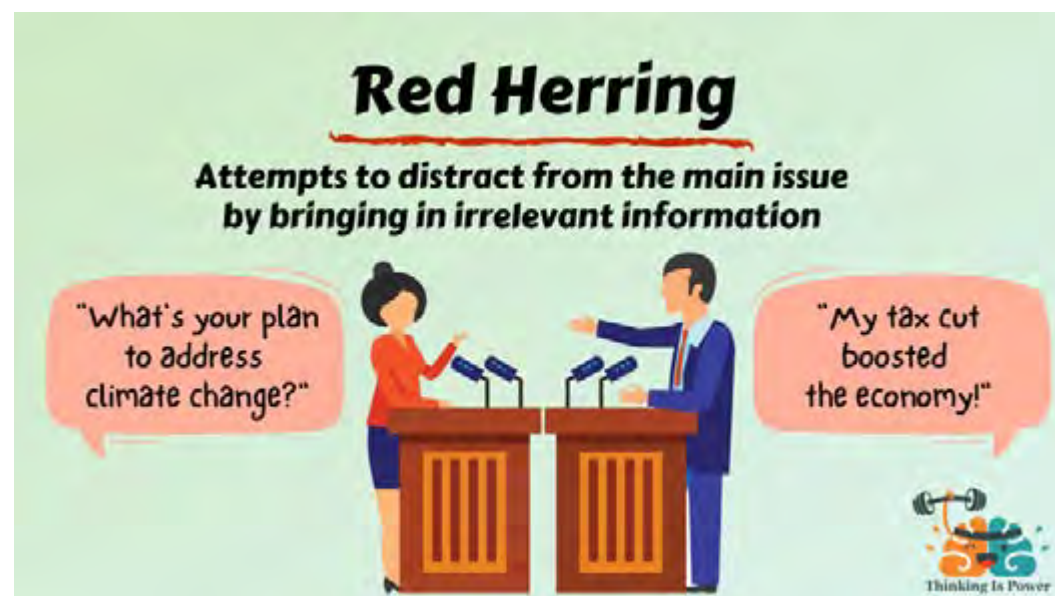 Red Herring
Attempts to distract from the main issue
by bringing in irrelevant information
"What's your plan
to address
climate change?"
"My tax cut
boosted
the economy!"
Thinking Is Power